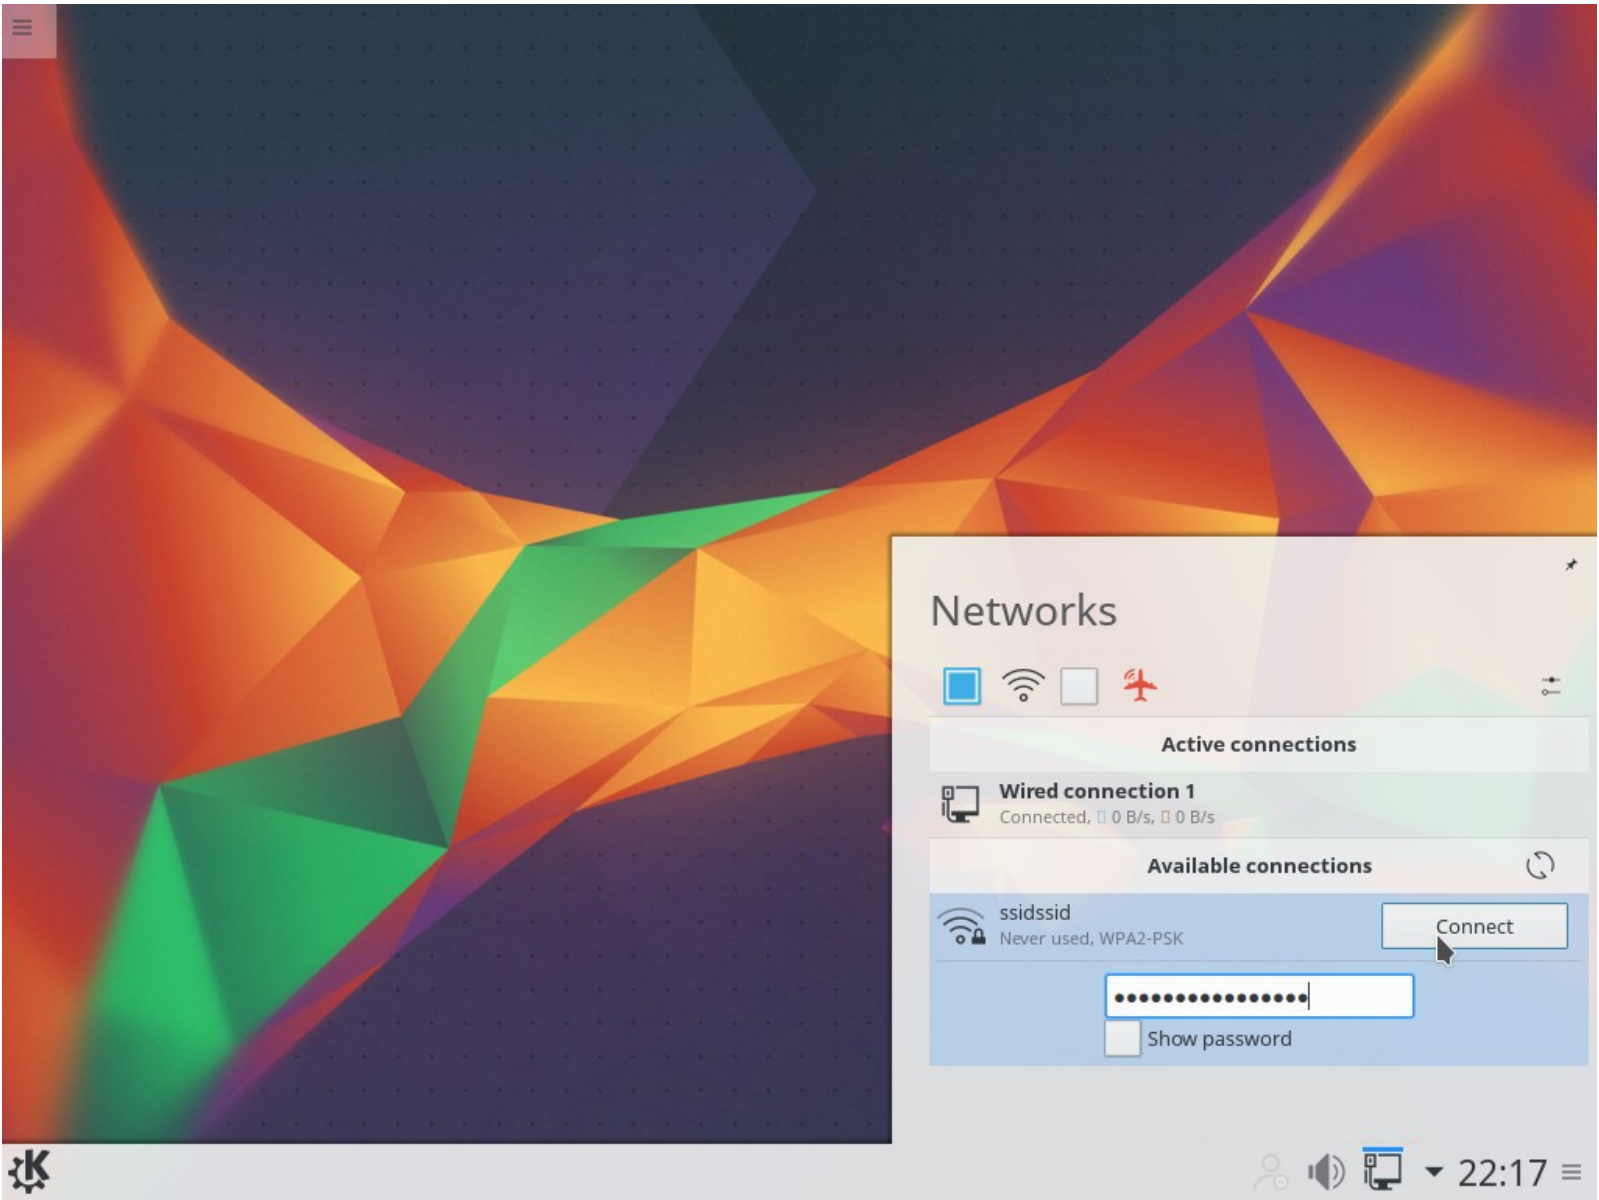 Networks
Active connections
Wired connection 1
Connected, 0 B/s, 0 B/s
Available connections
ssidssid
Never used, WPA2-PSK
Connect
••••••••••••••••
Show password
22:17